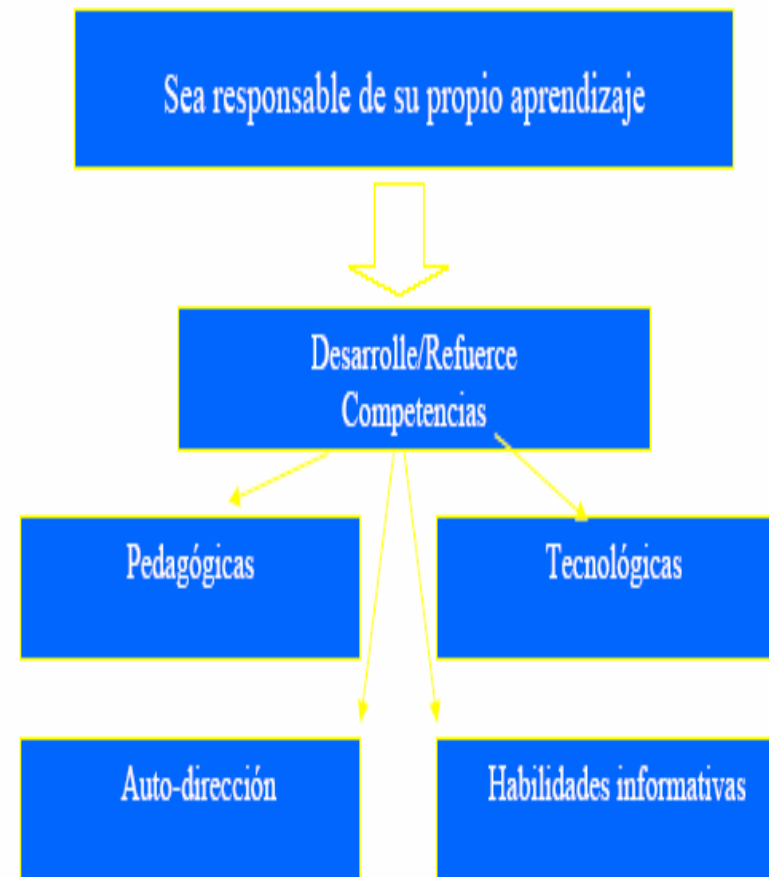 Sea responsable de su propio aprendizaje
Desarrolle/Refuerce
Competencias
Pedagógicas
Tecnológicas
Auto-dirección
Habilidades informativas